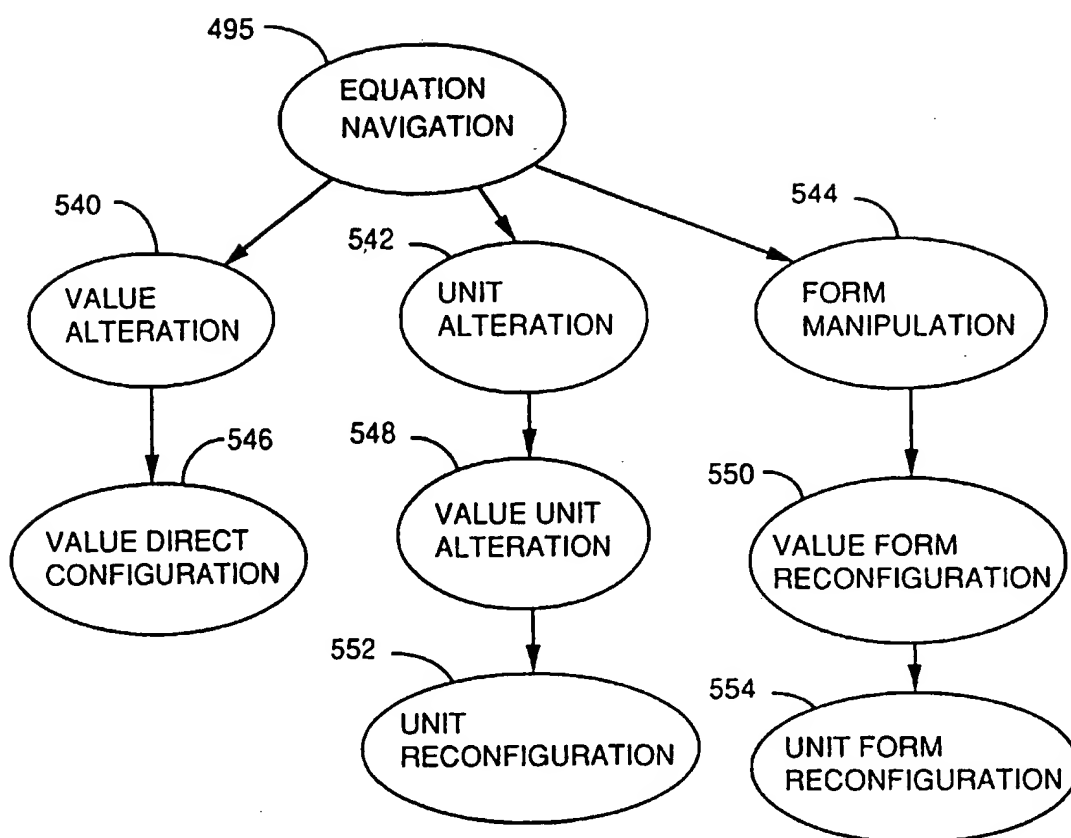 495
EQUATION
NAVIGATION
540
VALUE
ALTERATION
542
UNIT
ALTERATION
544
FORM
MANIPULATION
546
VALUE DIRECT
CONFIGURATION
548
VALUE UNIT
ALTERATION
550
VALUE FORM
RECONFIGURATION
552
UNIT
RECONFIGURATION
554
UNIT FORM
RECONFIGURATION